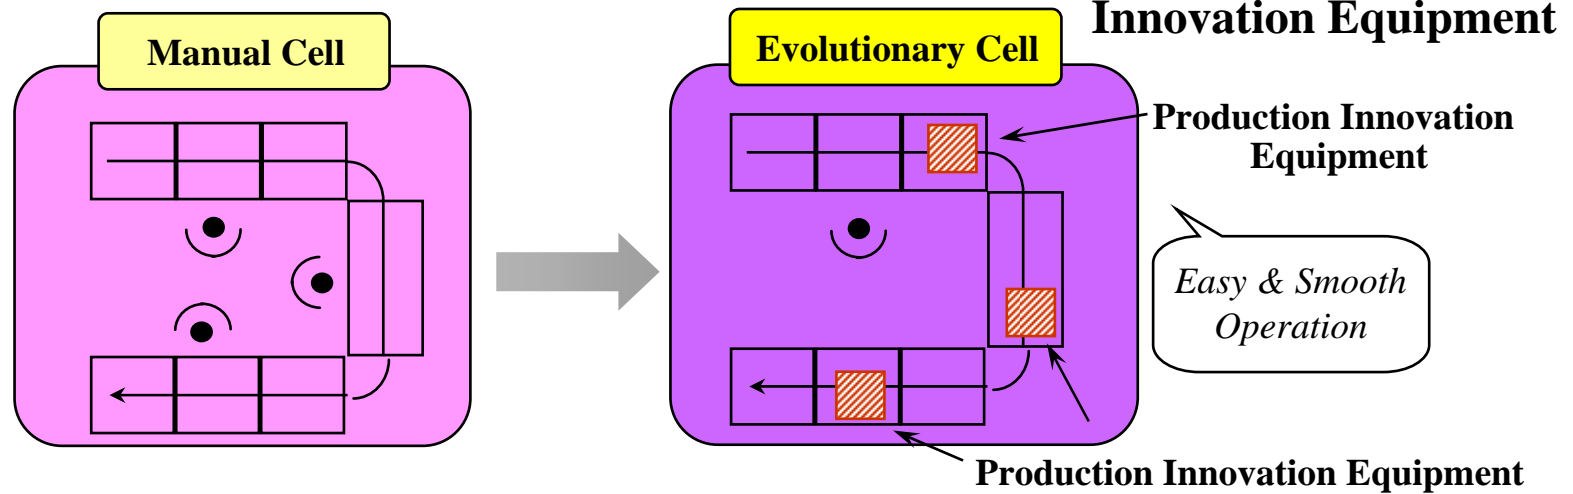 Innovation Equipment
Manual Cell
Evolutionary Cell
Production Innovation
Equipment
Easy & Smooth
Operation
Production Innovation Equipment